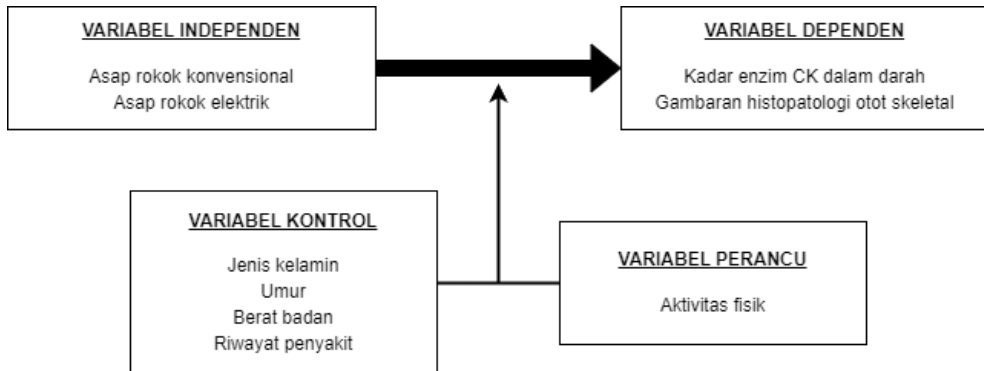 VARIABEL INDEPENDEN
Asap rokok konvensional
Asap rokok elektrik
VARIABEL DEPENDEN
Kadar enzim CK dalam darah
Gambaran histopatologi otot skeletal
VARIABEL KONTROL
Jenis kelamin
Umur
Berat badan
Riwayat penyakit
VARIABEL PERANCU
Aktivitas fisik